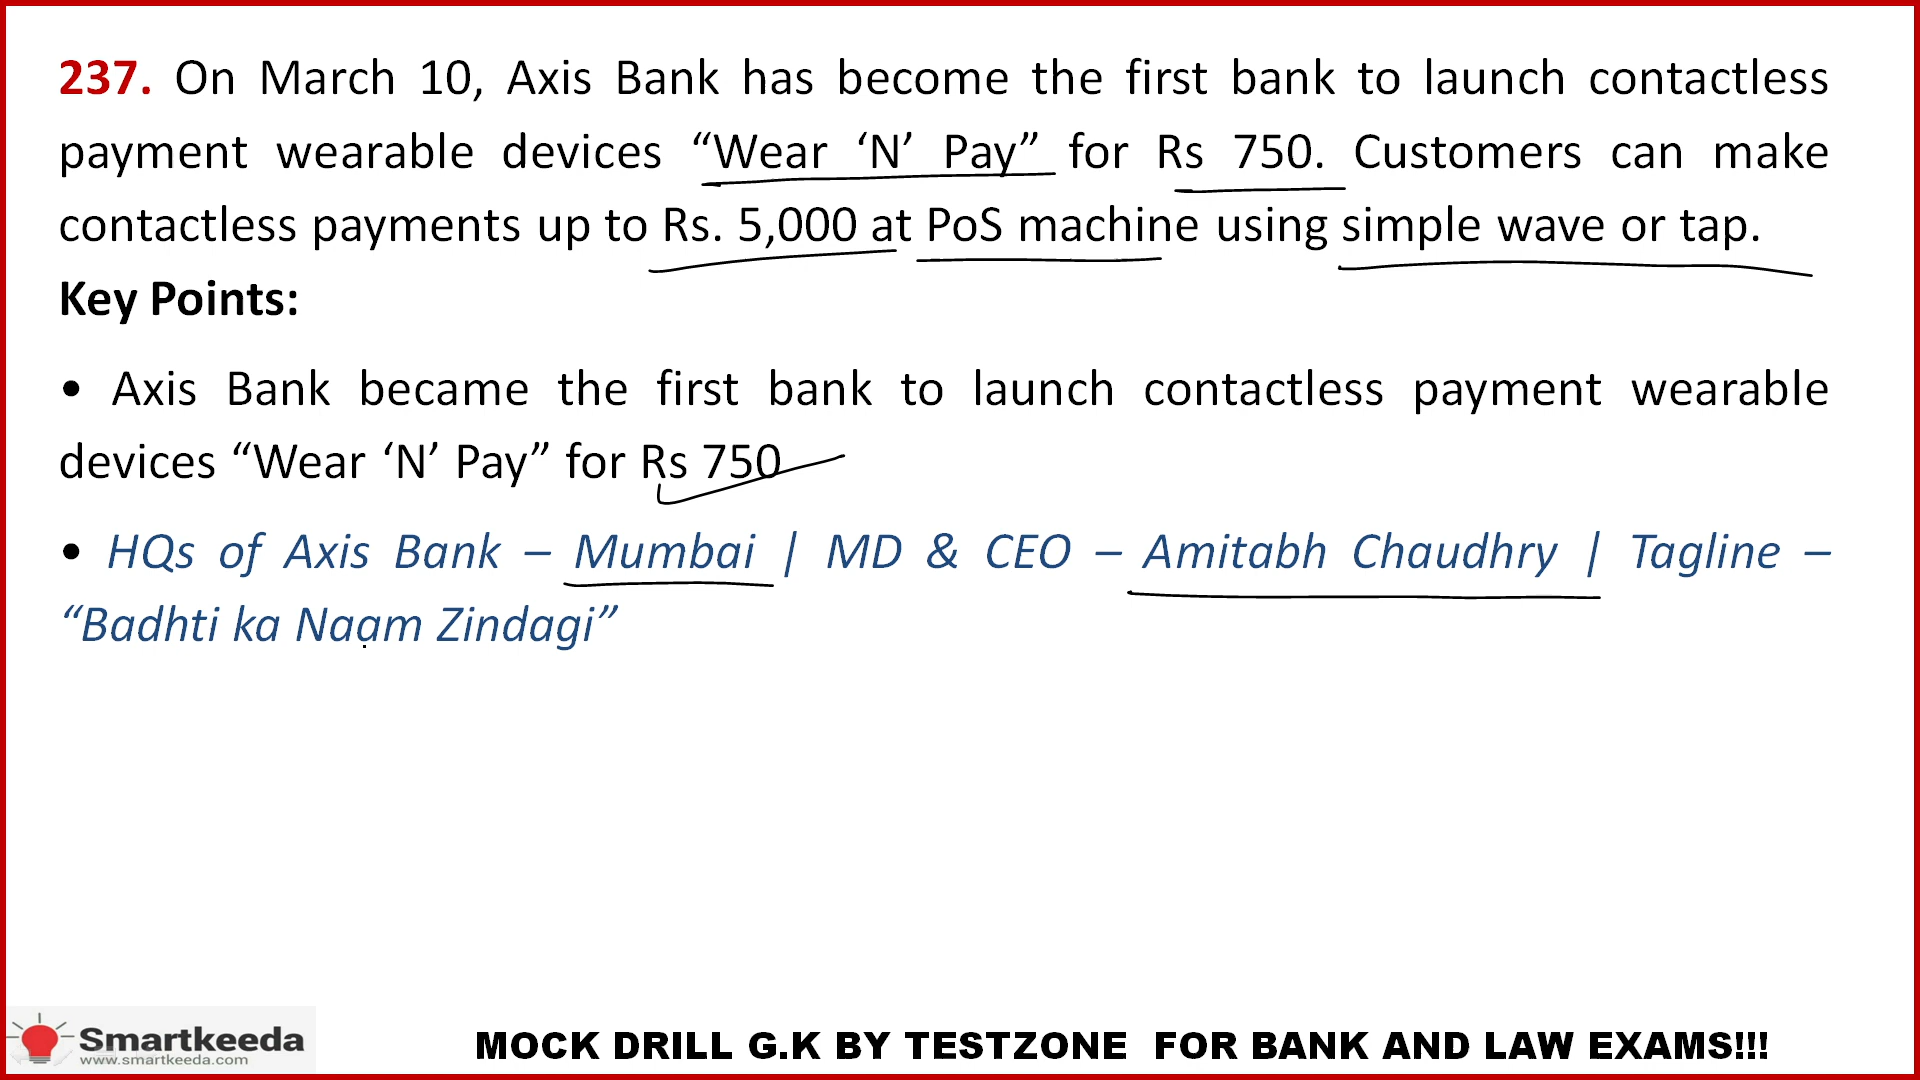 237. On March 10, Axis Bank has become the first bank to launch contactless
payment wearable devices “Wear ‘N’ Pay” for Rs 750. Customers can make
contactless payments up to Rs. 5,000 at PoS machine using simple wave or tap.
Key Points:
• Axis Bank became the first bank to launch contactless payment wearable
devices “Wear ‘N’ Pay” for Rs 750
• HQs of Axis Bank – Mumbai | MD & CEO – Amitabh Chaudhry | Tagline –
“Badhti ka Naam Zindagi”
Smartkeeda
www.smartkeeda.com
MOCK DRILL G.K BY TESTZONE FOR BANK AND LAW EXAMS!!!